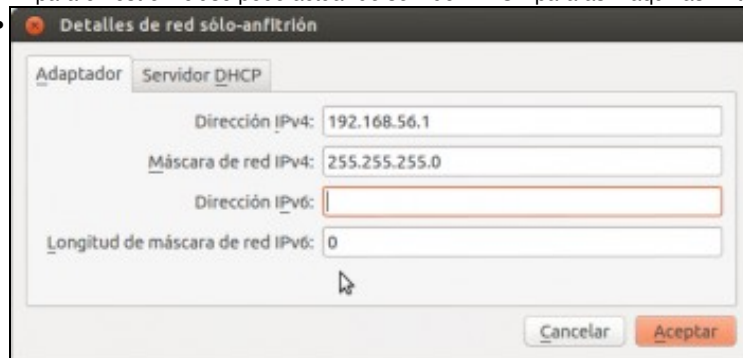 Detalles de red sólo-anfitrión
Adaptador Servidor DHCP
Dirección IPv4: 192.168.56.1
Máscara de red IPv4: 255.255.255.0
Dirección IPv6:
Longitud de máscara de red IPv6: 0
Cancelar Aceptar